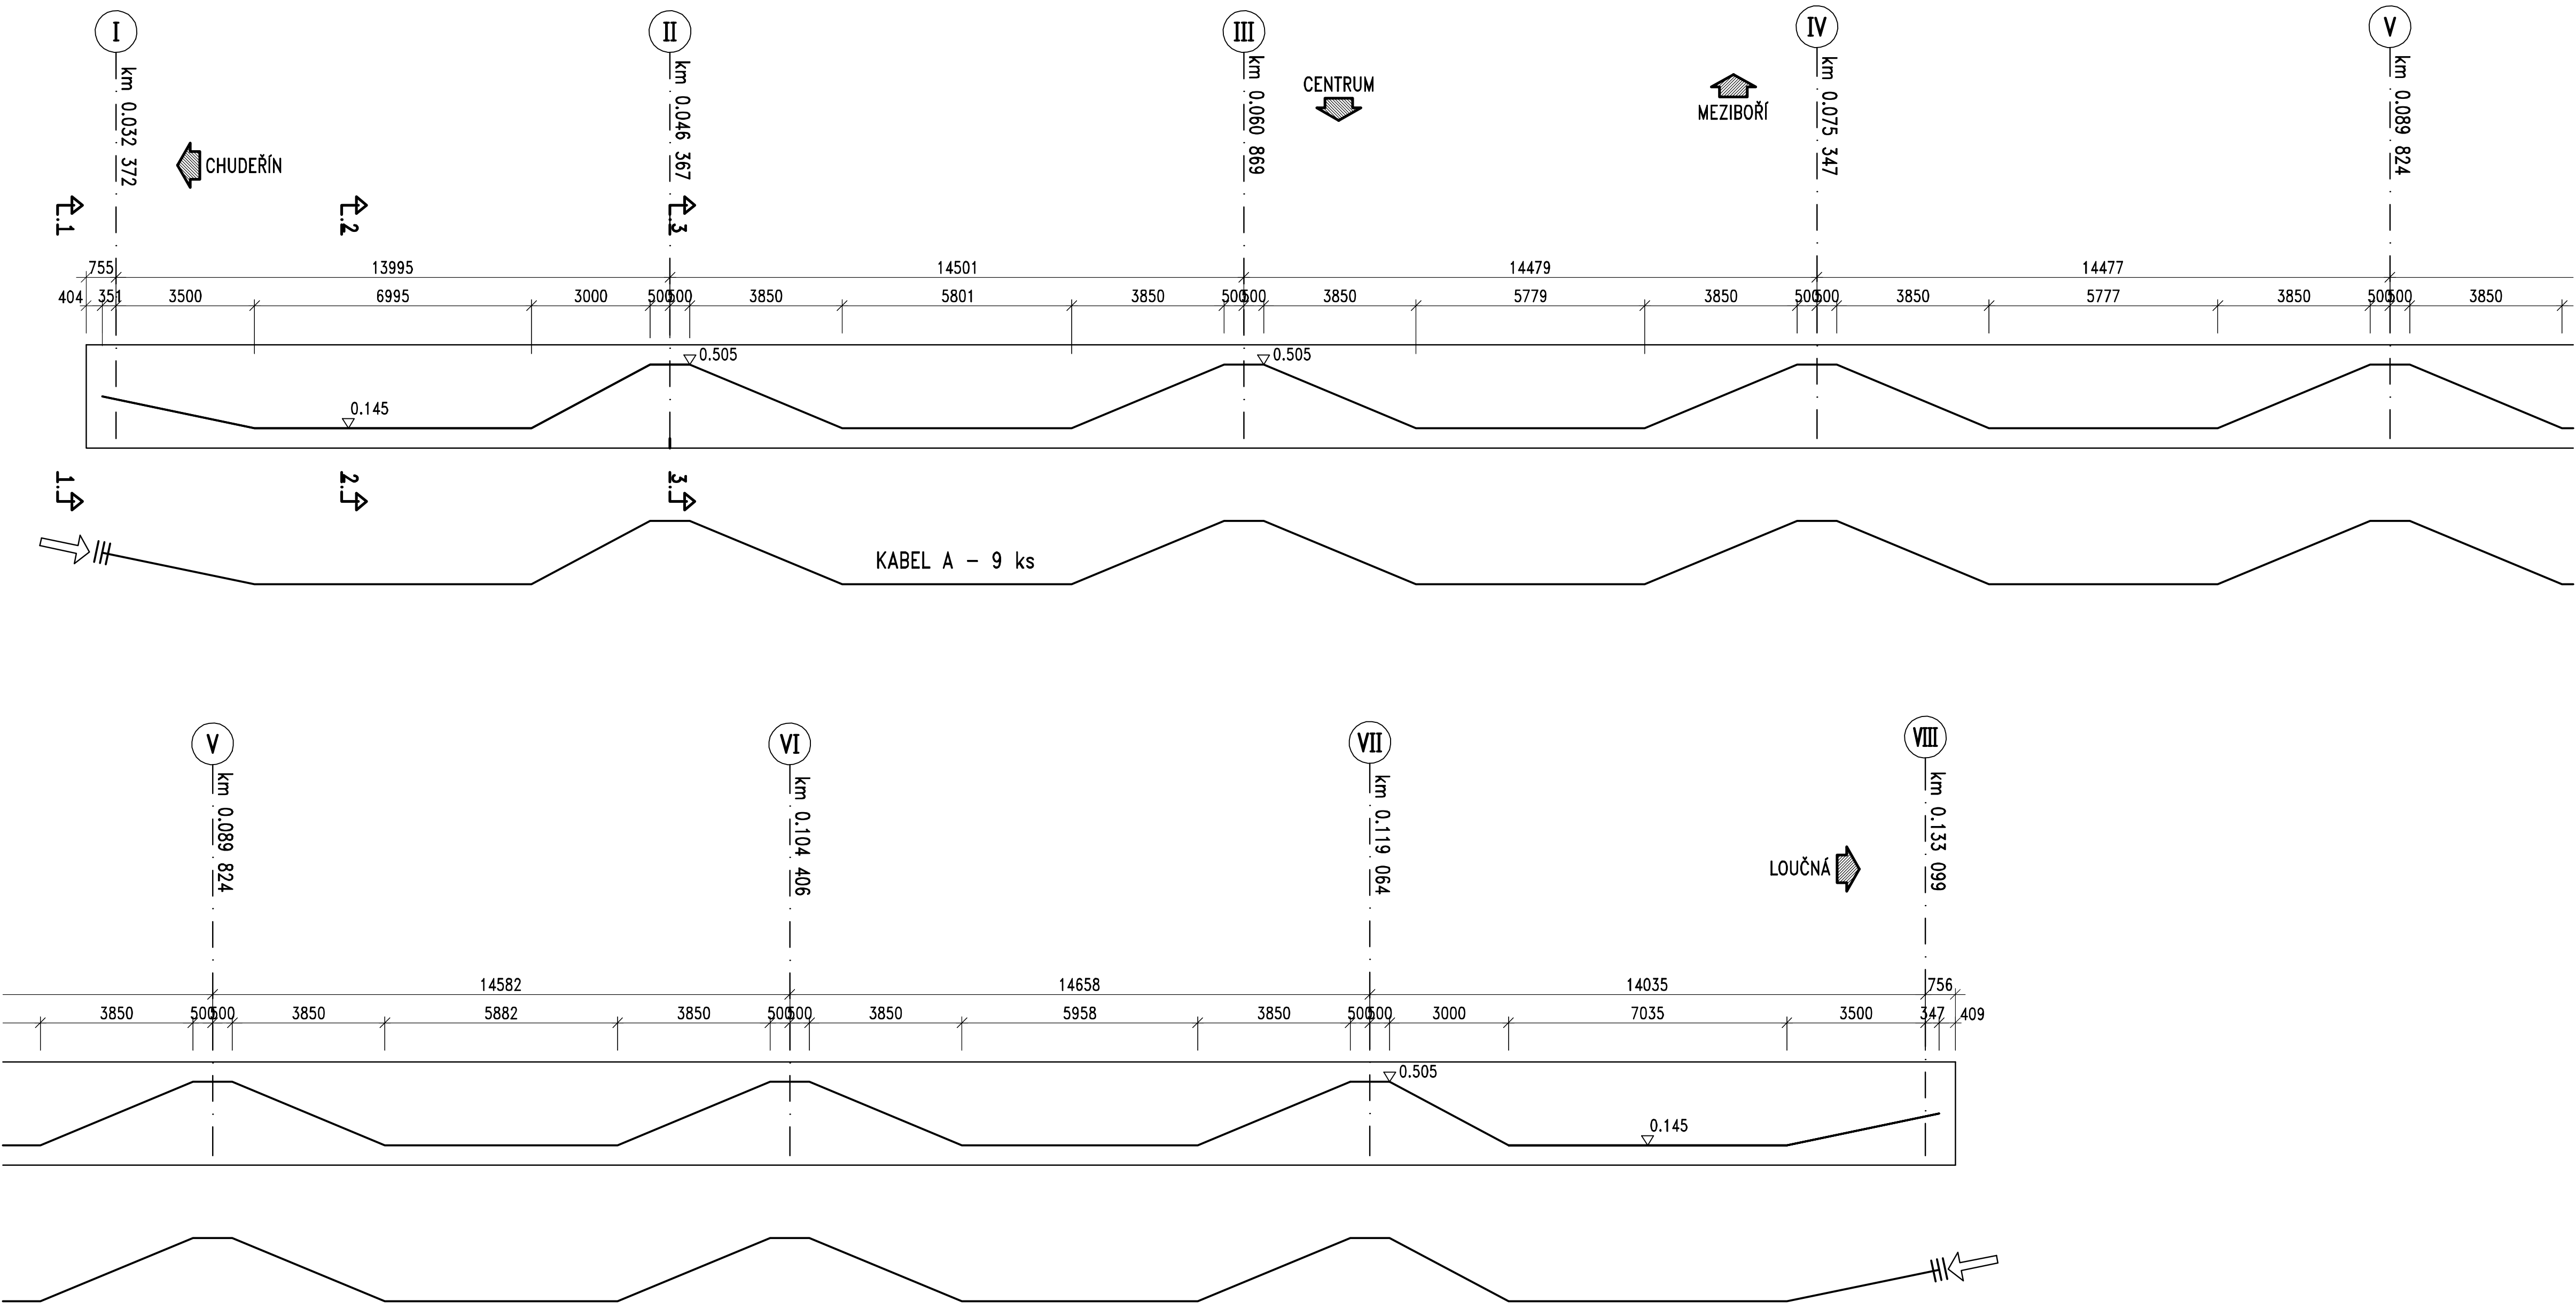 I II III IV V
km 0.032 372
km 0.046 367
km 0.060 869
km 0.075 347
km 0.089 824
CENTRUM
MEZIBOŘÍ
CHUDEŘÍN
1. 2. 3.
755 13995 14501 14479 14477
404 351 3500 6995 3000 500 500 3850 5801 3850 500 500 3850 5779 3850 500 500 3850 5777 3850 500 500 3850
0.505 0.505
0.145
1. 2. 3.
KABEL A - 9 ks
V VI VII VIII
km 0.089 824
km 0.104 406
km 0.119 064
km 0.133 099
LOUČNÁ
14582 14658 14035 756
3850 500 500 3850 5882 3850 500 500 3850 5958 3850 500 500 3000 7035 3500 347 409
0.505
0.145